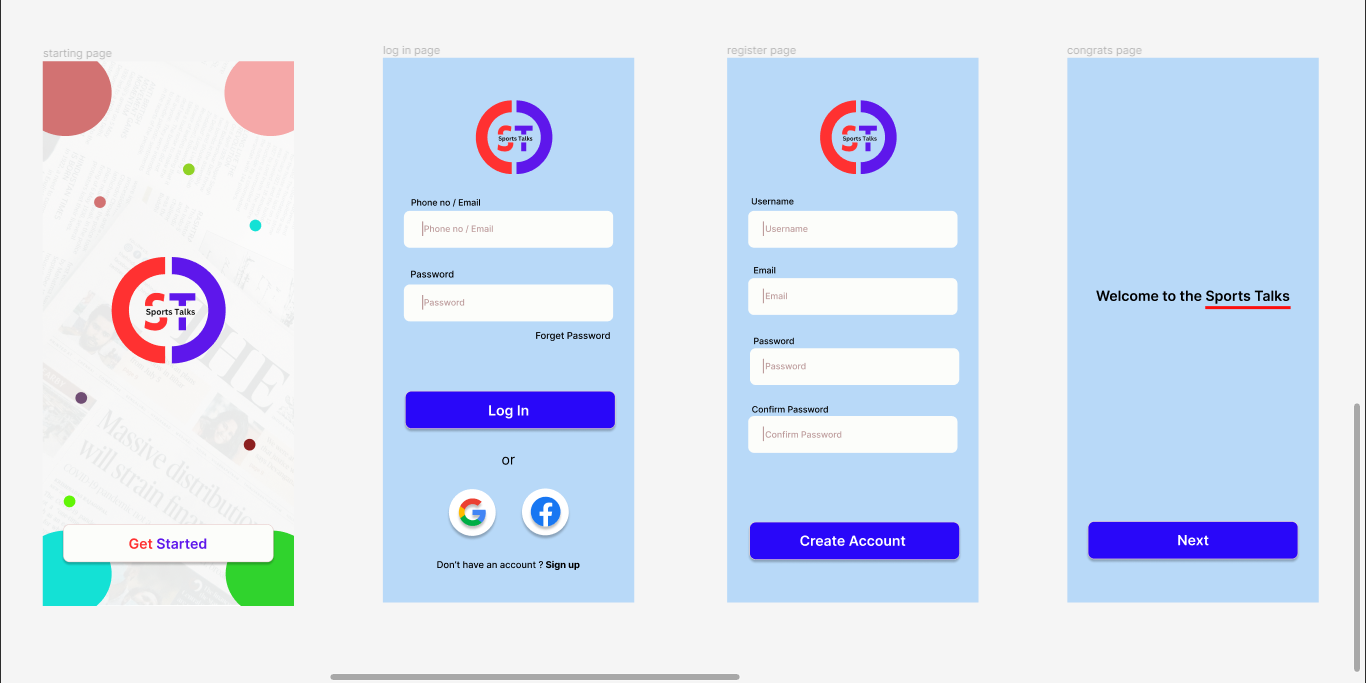 starting page
ST
Sports Talks
THE
Massive distribution
will strain finan
Get Started
log in page
ST
Sports Talks
Phone no / Email
Phone no / Email
Password
Password
Forget Password
Log In
or
G
f
Don't have an account ? Sign up
register page
ST
Sports Talks
Username
Username
Email
Email
Password
Password
Confirm Password
Confirm Password
Create Account
congrats page
Welcome to the Sports Talks
Next